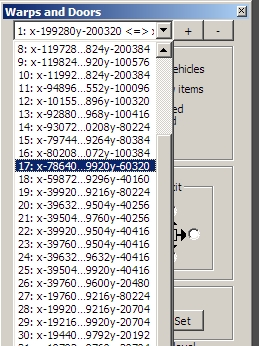 Warps and Doors
1: x-199280y-200320 <=> x
+ -
8: x-119728...824y-200384
9: x-119824...920y-100576
10: x-11992...824y-200384
11: x-94896...552y-100096
12: x-10155...896y-100320
13: x-92880...968y-100416
14: x-93072...0208y-80224
15: x-79744...9264y-80384
16: x-80208...072y-100384
17: x-78640...9920y-60320
18: x-59872...9296y-40160
19: x-39920...9216y-80224
20: x-39632...9504y-40256
21: x-39504...9760y-40256
22: x-39760...9504y-40416
23: x-39760...9504y-40416
24: x-39632...9632y-40416
25: x-39504...9920y-40416
26: x-39760...9600y-20480
27: x-19760...9216y-80224
28: x-19920...9216y-20704
29: x-19216...9920y-20704
30: x-19440...9792y-20192
ehicles
items
ed
it
Set